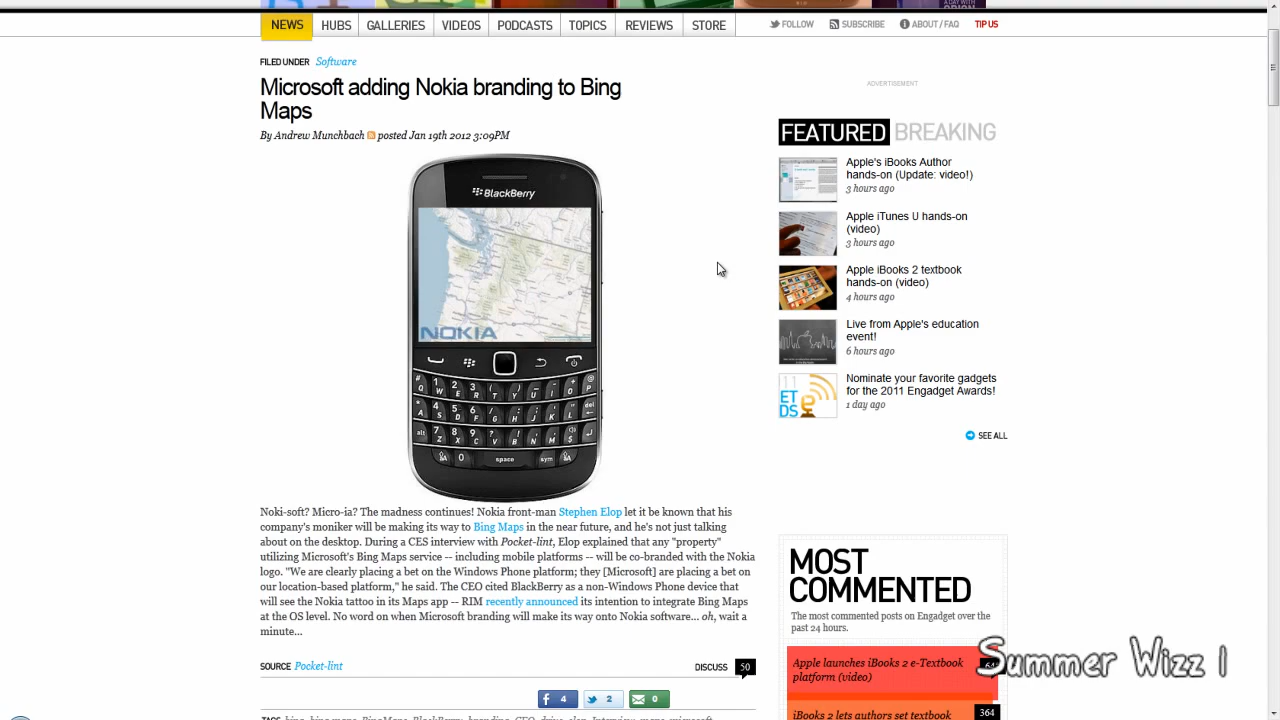 A DAY WITH
NEWS HUBS GALLERIES VIDEOS PODCASTS TOPICS REVIEWS STORE FOLLOW SUBSCRIBE ABOUT / FAQ TIP US
FILED UNDER Software
Microsoft adding Nokia branding to Bing
Maps
By Andrew Munchbach posted Jan 19th 2012 3:09PM
BlackBerry
NOKIA
alt
del
space
sym
Noki-soft? Micro-ia? The madness continues! Nokia front-man Stephen Elop let it be known that his
company's moniker will be making its way to Bing Maps in the near future, and he's not just talking
about on the desktop. During a CES interview with Pocket-lint, Elop explained that any "property"
utilizing Microsoft's Bing Maps service -- including mobile platforms -- will be co-branded with the Nokia
logo. "We are clearly placing a bet on the Windows Phone platform; they [Microsoft] are placing a bet on
our location-based platform," he said. The CEO cited BlackBerry as a non-Windows Phone device that
will see the Nokia tattoo in its Maps app -- RIM recently announced its intention to integrate Bing Maps
at the OS level. No word on when Microsoft branding will make its way onto Nokia software... oh, wait a
minute...
SOURCE Pocket-lint DISCUSS 50
4 2 0
ADVERTISEMENT
FEATURED BREAKING
Apple's iBooks Author
hands-on (Update: video!)
3 hours ago
Apple iTunes U hands-on
(video)
3 hours ago
Apple iBooks 2 textbook
hands-on (video)
4 hours ago
Live from Apple's education
event!
6 hours ago
Nominate your favorite gadgets
for the 2011 Engadget Awards!
1 day ago
ET
DS
SEE ALL
MOST
COMMENTED
The most commented posts on Engadget over the
past 24 hours.
Apple launches iBooks 2 e-Textbook
platform (video)
iBooks 2 lets authors set textbook 364
Summer Wizz 1